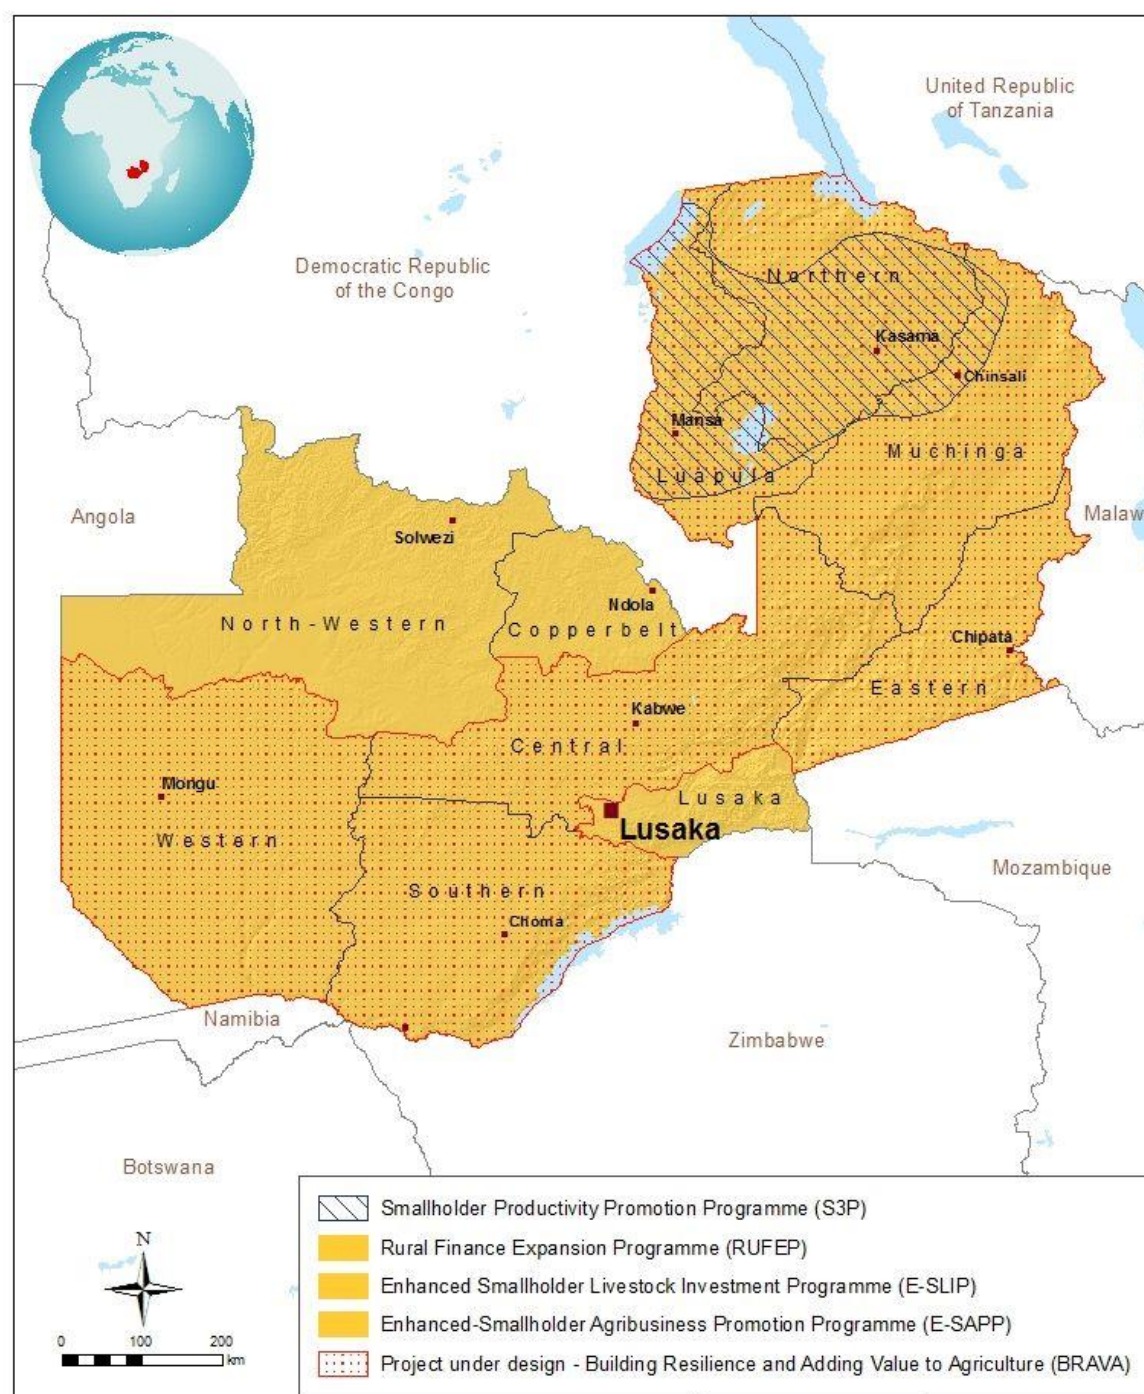 United Republic
of Tanzania
Democratic Republic
of the Congo
Northern
Kasama
Chinsali
Mansa
Muchinga
Luapula
Angola
Malaw
Solwezi
Ndola
North-Western
Copperbelt
Chipata
Eastern
Kabwe
Central
Mongu
Lusaka
Lusaka
Western
Mozambique
Southern
Choma
Namibia
Zimbabwe
Botswana
N
0 100 200
km
Smallholder Productivity Promotion Programme (S3P)
Rural Finance Expansion Programme (RUFEP)
Enhanced Smallholder Livestock Investment Programme (E-SLIP)
Enhanced-Smallholder Agribusiness Promotion Programme (E-SAPP)
Project under design - Building Resilience and Adding Value to Agriculture (BRAVA)